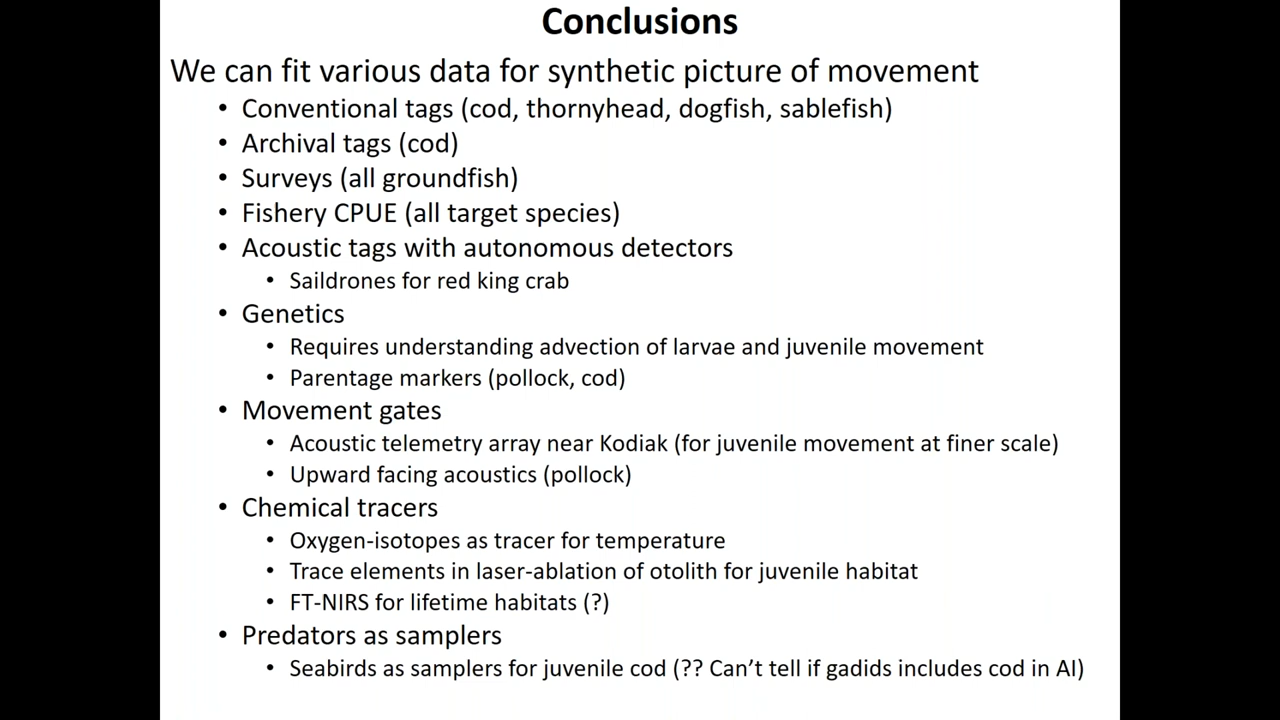 Conclusions
We can fit various data for synthetic picture of movement
• Conventional tags (cod, thornyhead, dogfish, sablefish)
• Archival tags (cod)
• Surveys (all groundfish)
• Fishery CPUE (all target species)
• Acoustic tags with autonomous detectors
• Saildrones for red king crab
• Genetics
• Requires understanding advection of larvae and juvenile movement
• Parentage markers (pollock, cod)
• Movement gates
• Acoustic telemetry array near Kodiak (for juvenile movement at finer scale)
• Upward facing acoustics (pollock)
• Chemical tracers
• Oxygen-isotopes as tracer for temperature
• Trace elements in laser-ablation of otolith for juvenile habitat
• FT-NIRS for lifetime habitats (?)
• Predators as samplers
• Seabirds as samplers for juvenile cod (?? Can’t tell if gadids includes cod in AI)